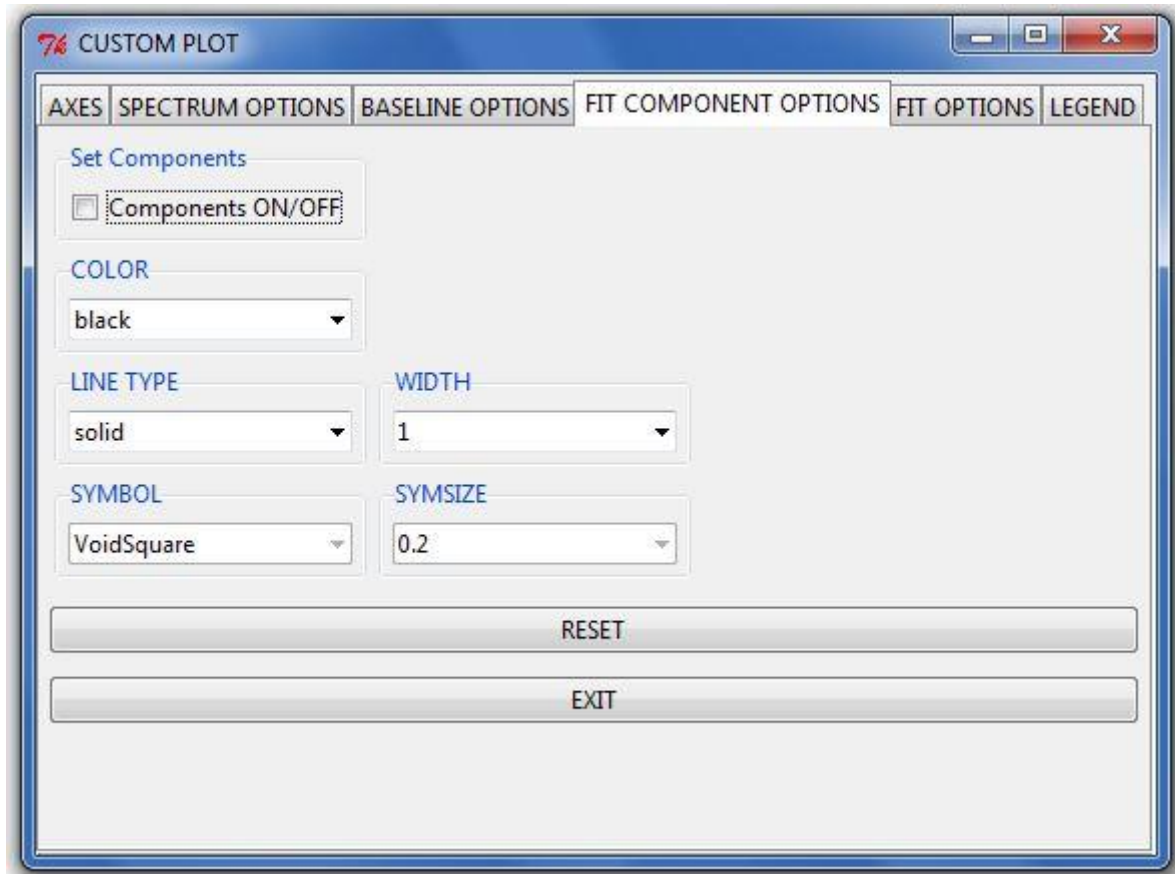 CUSTOM PLOT
AXES SPECTRUM OPTIONS BASELINE OPTIONS FIT COMPONENT OPTIONS FIT OPTIONS LEGEND
Set Components
Components ON/OFF
COLOR
black
LINE TYPE WIDTH
solid 1
SYMBOL SYMSIZE
VoidSquare 0.2
RESET
EXIT